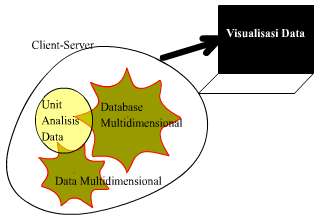 Visualisasi Data
Client-Server
Unit
Analisis
Data
Database
Multidimensional
Data Multidimensional